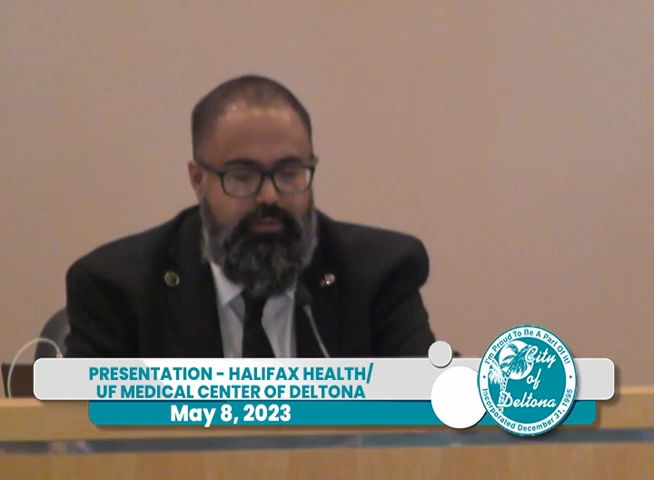 PRESENTATION - HALIFAX HEALTH/
UF MEDICAL CENTER OF DELTONA
May 8, 2023
I'm Proud To Be A Part Of It!
City
of
Deltona
Incorporated December 31, 1995